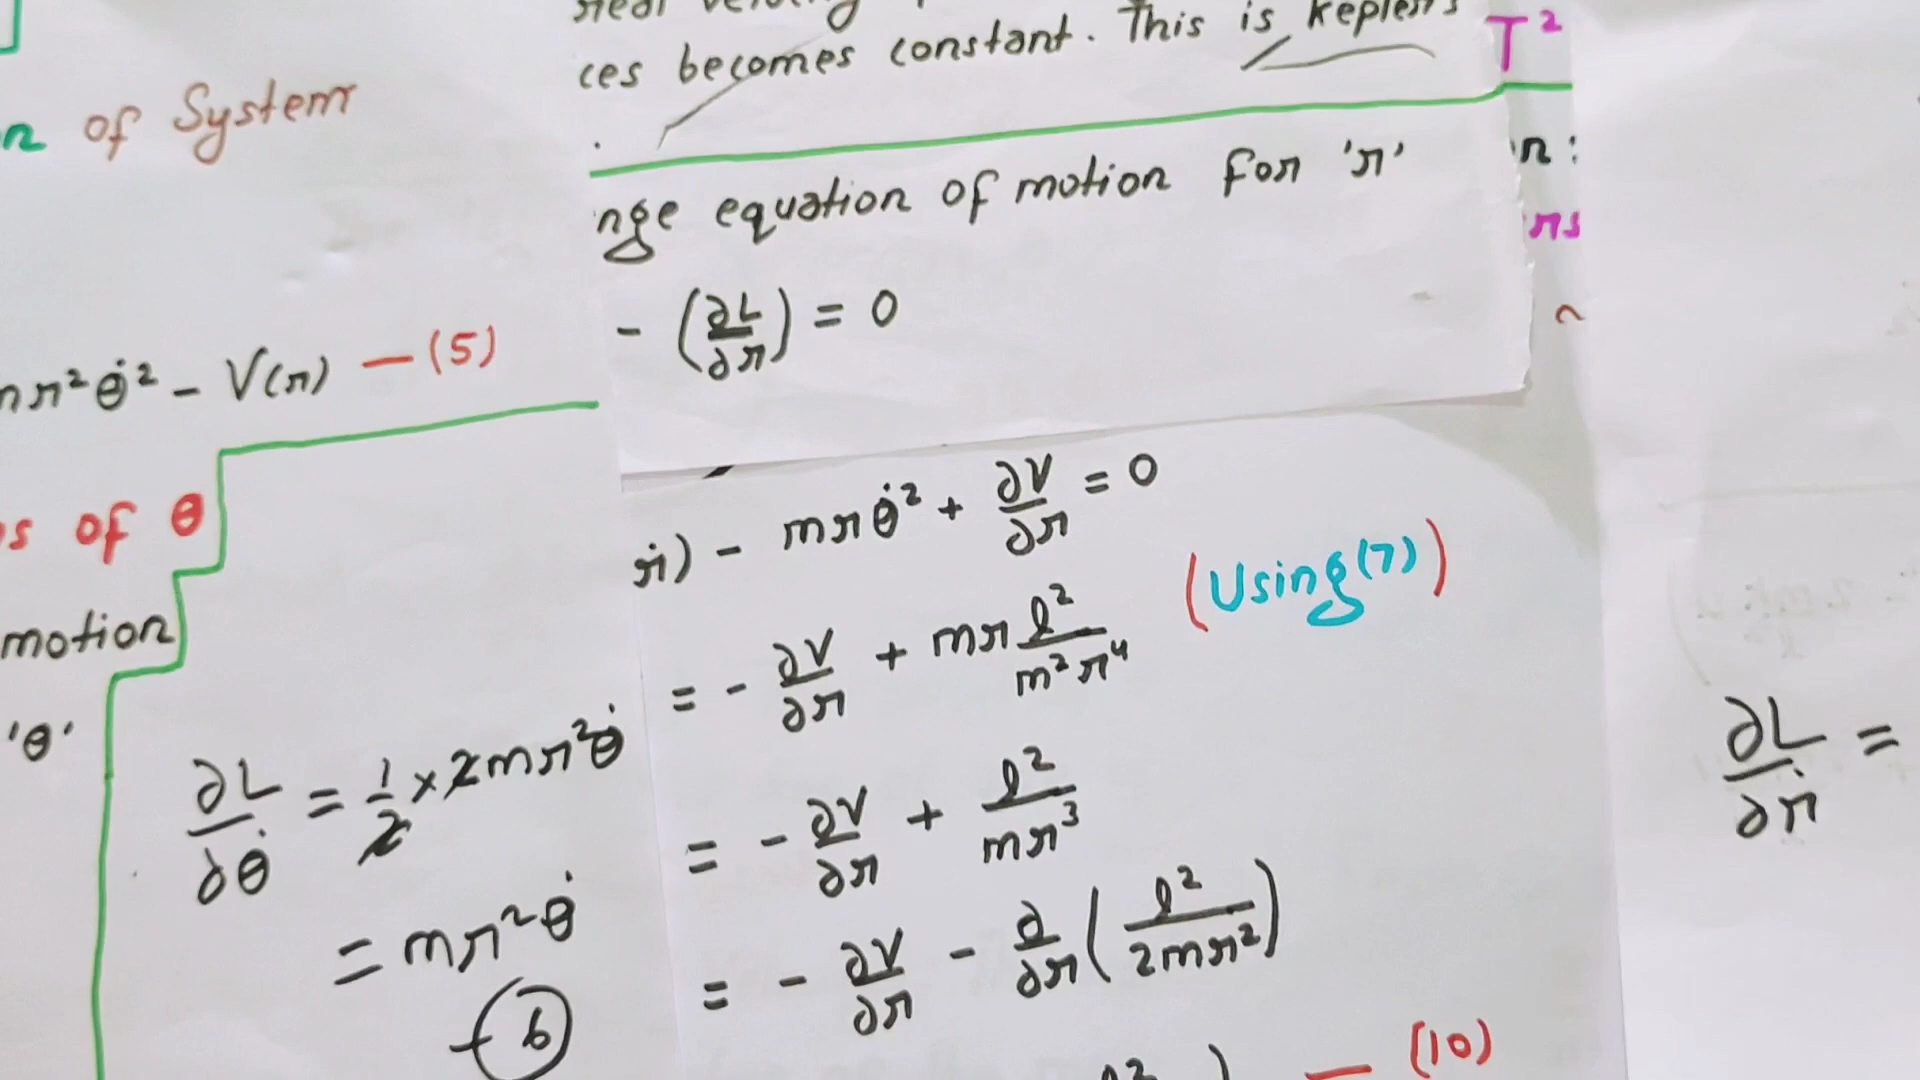 of System
mr²θ̇² - V(r) — (5)
s of θ
motion
'θ'
∂L/∂θ̇ = 1/2 × 2mr²θ̇
= mr²θ̇
- (6)
ces becomes constant. This is Kepler's
nge equation of motion for 'r'
- (∂L/∂r) = 0
ṙ) - mrθ̇² + ∂V/∂r = 0
= - ∂V/∂r + mr l²/m²r⁴ (Using(7))
= - ∂V/∂r + l²/mr³
= - ∂V/∂r - ∂/∂r (l²/2mr²)
— (10)
T²
n:
rs
∂L/∂ṙ =